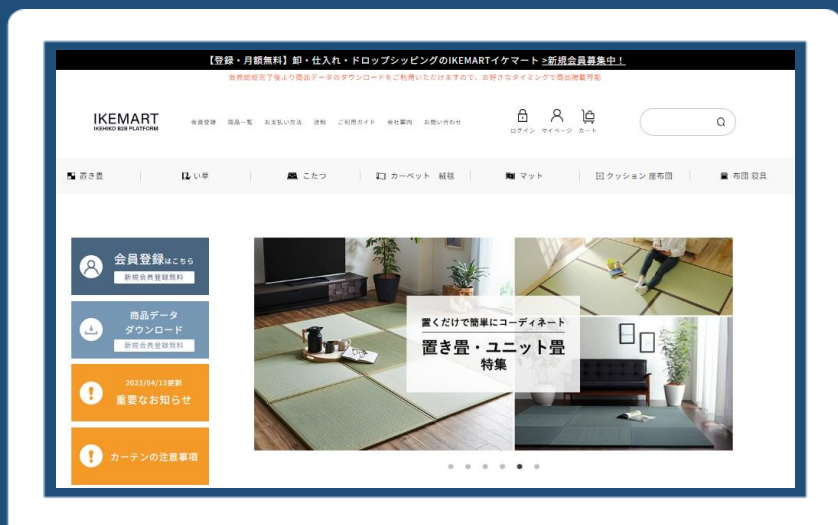 【登録・月額無料】卸・仕入れ・ドロップシッピングのIKEMARTイケマート >新規会員募集中！
会員認証完了後より商品データのダウンロードをご利用いただけますので、お好きなタイミングで商品掲載可能
IKEMART
IKEHIKO B2B PLATFORM
会員登録 商品一覧 お支払い方法 送料 ご利用ガイド 会社案内 お問い合わせ
ログイン マイページ カート
置き畳 い草 こたつ カーペット 絨毯 マット クッション 座布団 布団 寝具
会員登録はこちら
新規会員登録無料
商品データ
ダウンロード
新規会員登録無料
2023/04/13更新
重要なお知らせ
カーテンの注意事項
置くだけで簡単にコーディネート
置き畳・ユニット畳
特集